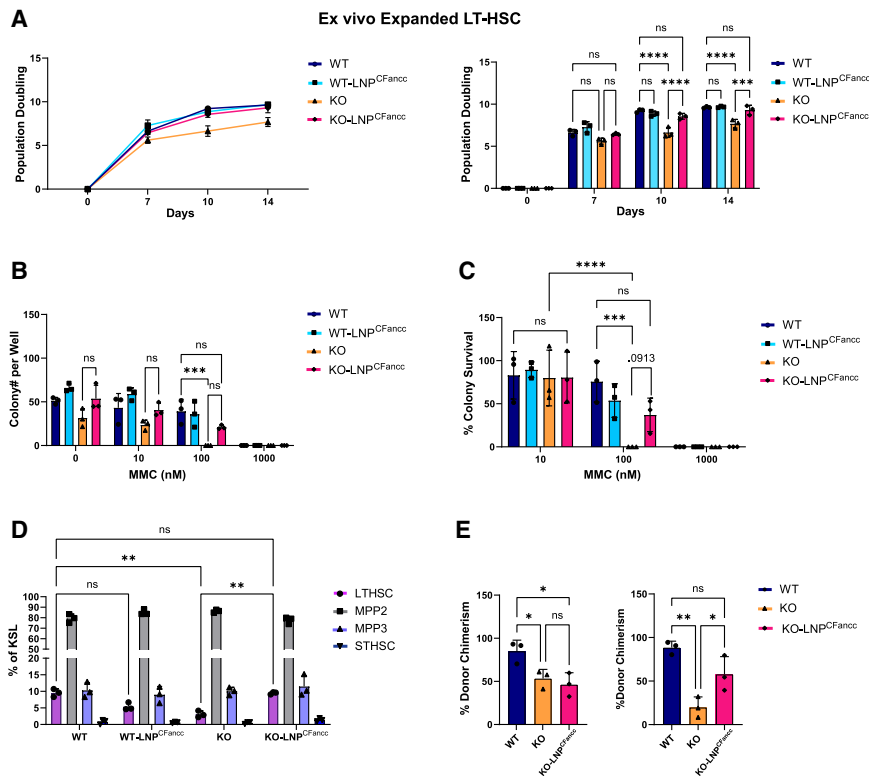 A
Ex vivo Expanded LT-HSC
Population Doubling
15
10
5
0
0
7
10
14
Days
WT
WT-LNP^CFancc
KO
KO-LNP^CFancc
Population Doubling
15
10
5
0
ns
ns
ns
ns
****
ns
****
ns
****
ns
***
ns
0
7
10
14
Days
WT
WT-LNP^CFancc
KO
KO-LNP^CFancc
B
Colony# per Well
150
100
50
0
ns
ns
ns
***
ns
0
10
100
1000
MMC (nM)
WT
WT-LNP^CFancc
KO
KO-LNP^CFancc
C
% Colony Survival
150
100
50
0
****
ns
ns
***
.0913
10
100
1000
MMC (nM)
WT
WT-LNP^CFancc
KO
KO-LNP^CFancc
D
% of KSL
100
90
80
70
60
50
15
10
5
0
ns
**
ns
**
WT
WT-LNP^CFancc
KO
KO-LNP^CFancc
LTHSC
MPP2
MPP3
STHSC
E
% Donor Chimerism
150
100
50
0
*
*
ns
WT
KO
KO-LNP^CFancc
%Donor Chimerism
150
100
50
0
ns
**
*
WT
KO
KO-LNP^CFancc
WT
KO
KO-LNP^CFancc